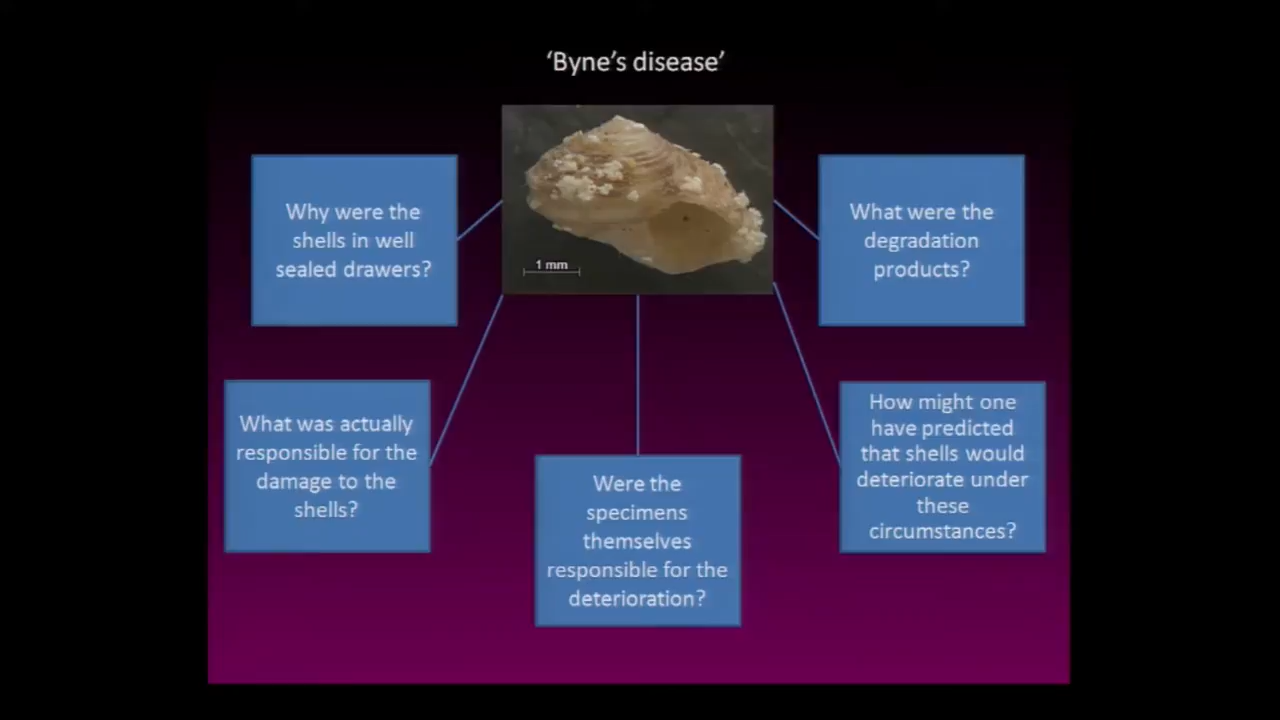 ‘Byne’s disease’
Why were the
shells in well
sealed drawers?
1 mm
What were the
degradation
products?
What was actually
responsible for the
damage to the
shells?
Were the
specimens
themselves
responsible for the
deterioration?
How might one
have predicted
that shells would
deteriorate under
these
circumstances?